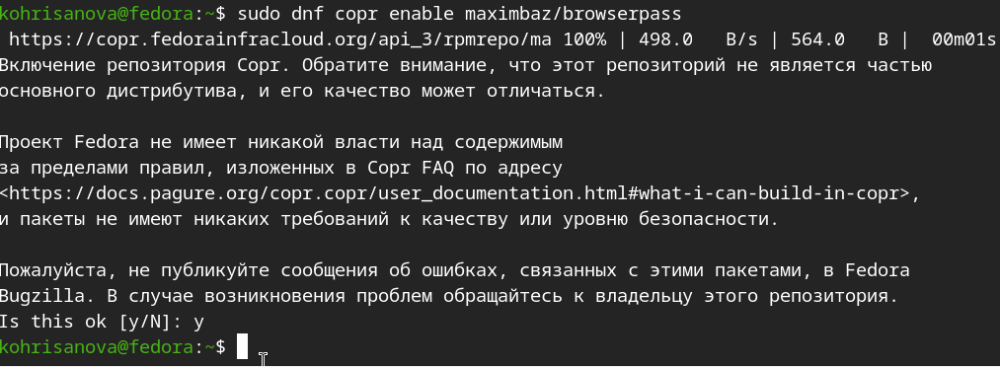 kohrisanova@fedora:~$ sudo dnf copr enable maximbaz/browserpass
https://copr.fedorainfracloud.org/api_3/rpmrepo/ma 100% | 498.0   B/s | 564.0   B |  00m01s
Включение репозитория Copr. Обратите внимание, что этот репозиторий не является частью
основного дистрибутива, и его качество может отличаться.
Проект Fedora не имеет никакой власти над содержимым
за пределами правил, изложенных в Copr FAQ по адресу
<https://docs.pagure.org/copr.copr/user_documentation.html#what-i-can-build-in-copr>,
и пакеты не имеют никаких требований к качеству или уровню безопасности.
Пожалуйста, не публикуйте сообщения об ошибках, связанных с этими пакетами, в Fedora
Bugzilla. В случае возникновения проблем обращайтесь к владельцу этого репозитория.
Is this ok [y/N]: y
kohrisanova@fedora:~$